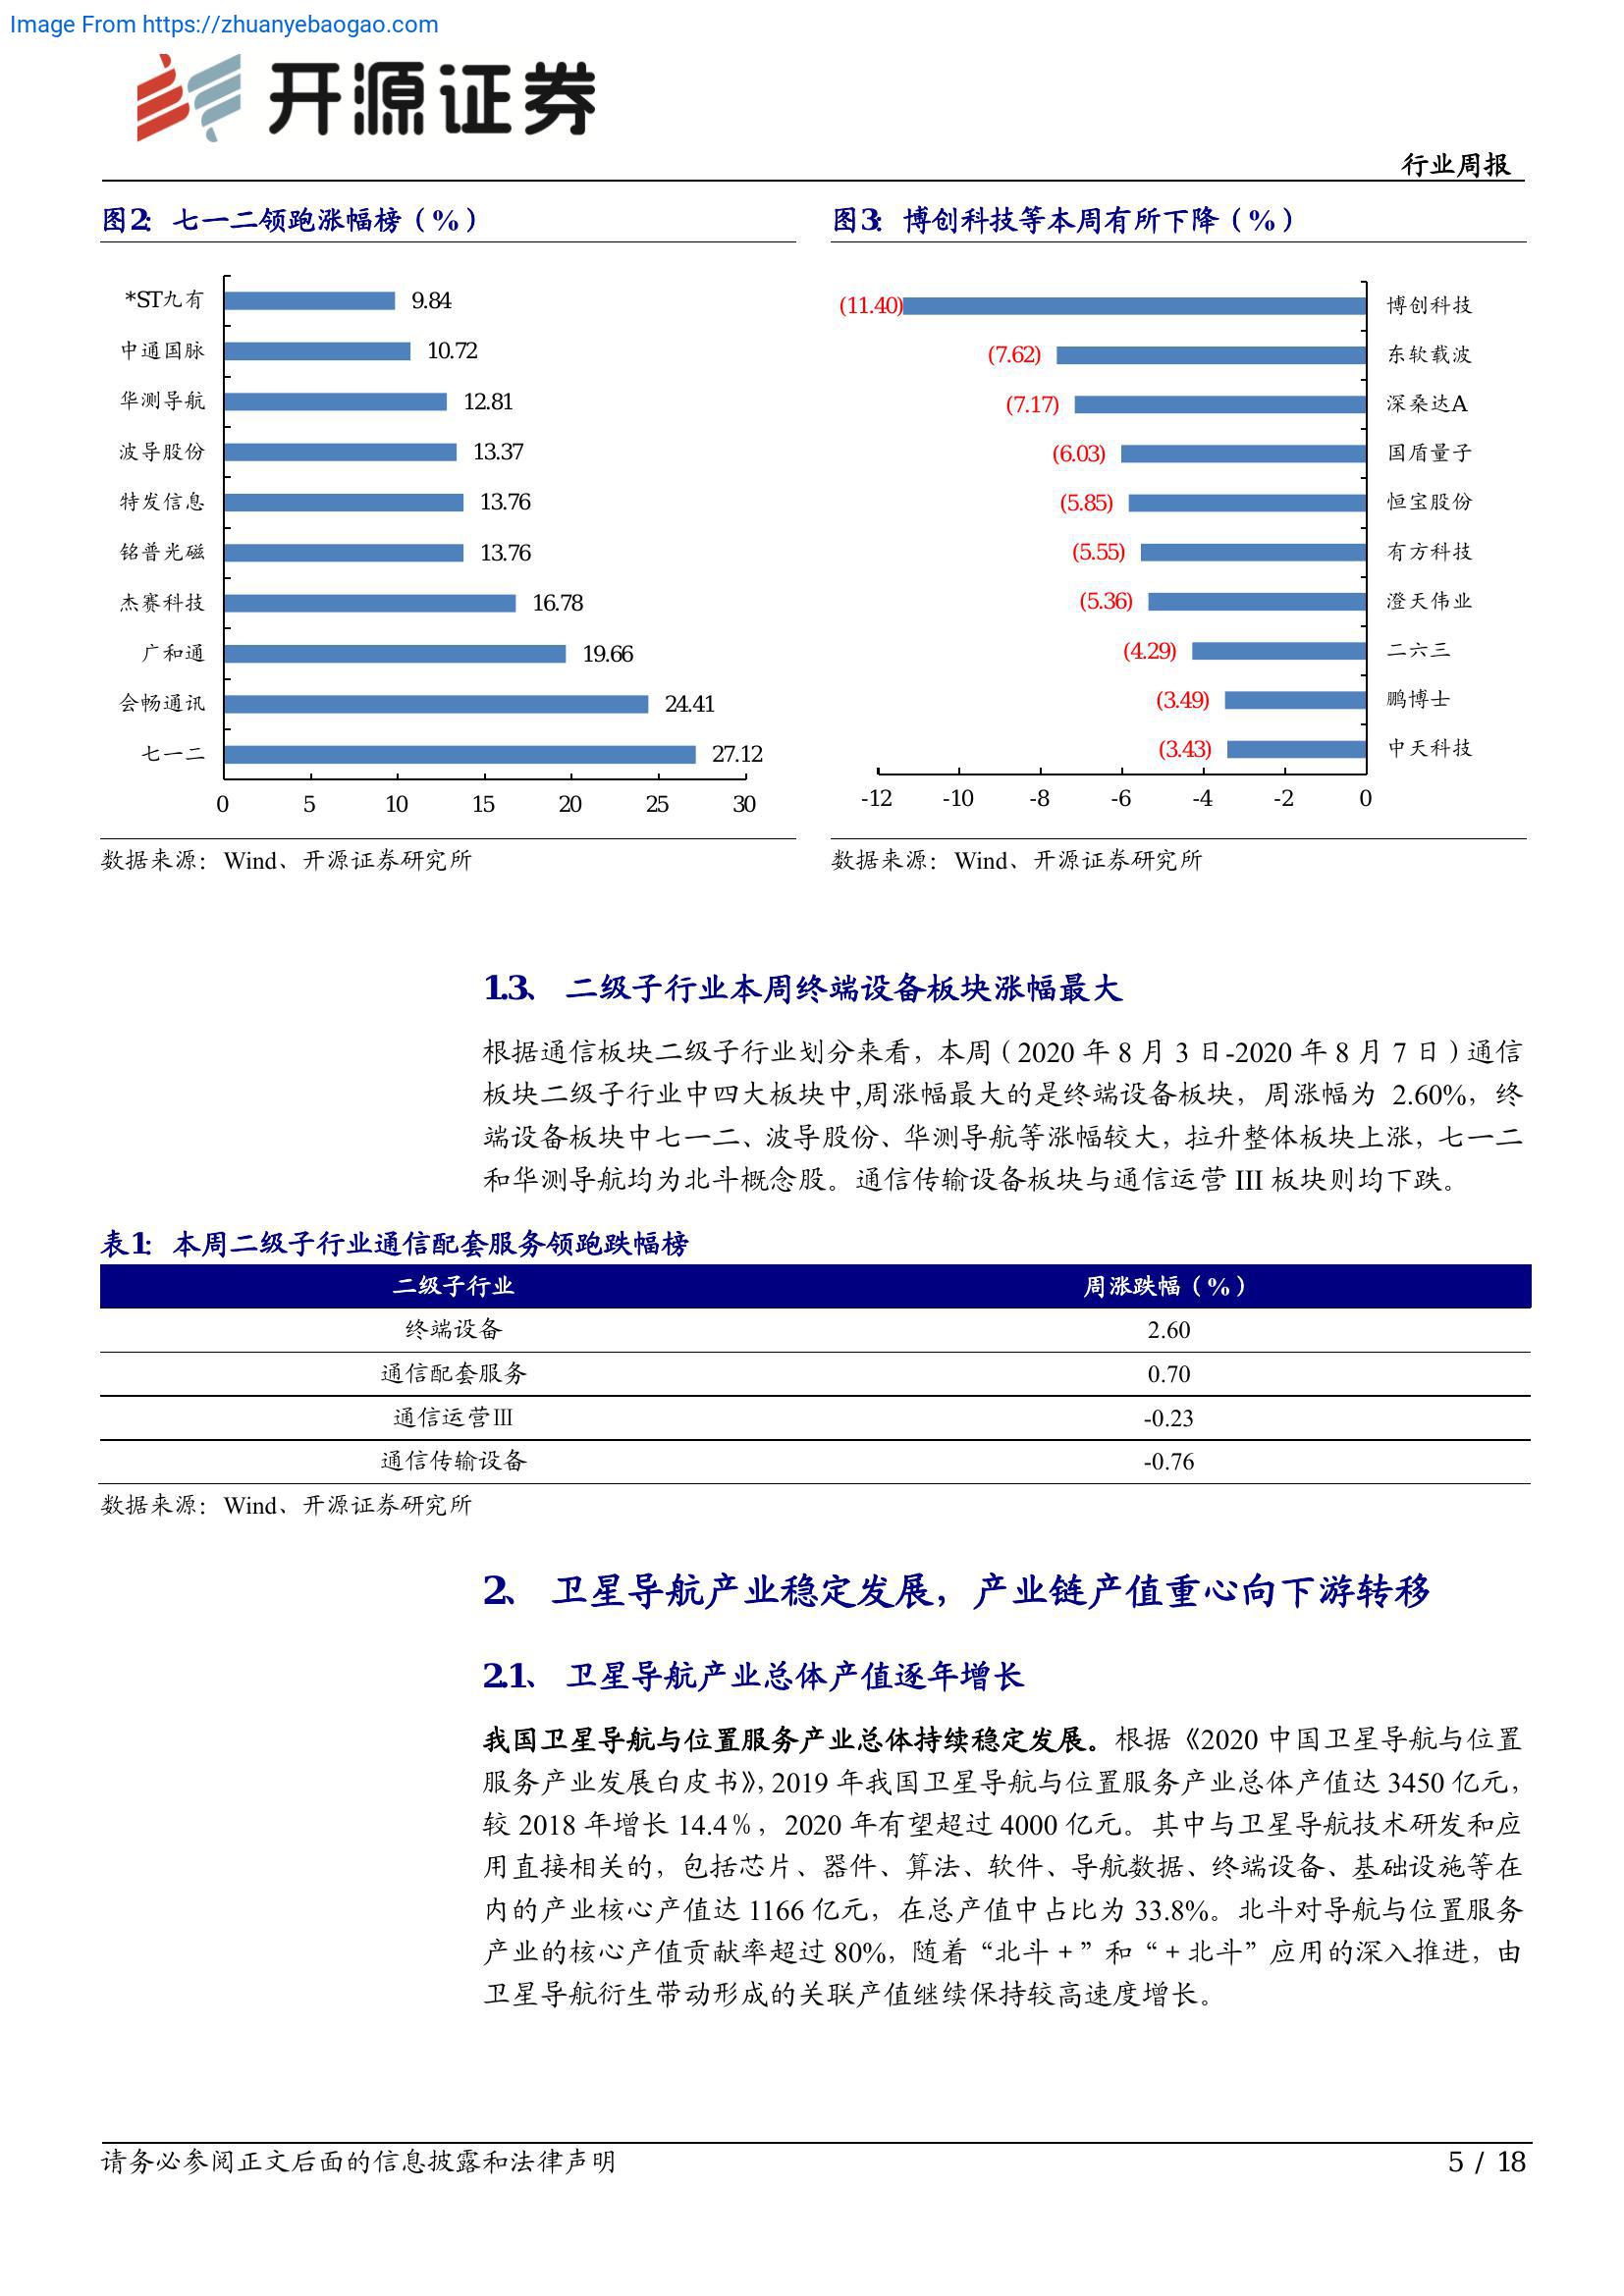 Image From https://zhuanyebaogao.com
开源证券
行业周报
图2： 七一二领跑涨幅榜（%）
*ST九有 9.84
中通国脉 10.72
华测导航 12.81
波导股份 13.37
特发信息 13.76
铭普光磁 13.76
杰赛科技 16.78
广和通 19.66
会畅通讯 24.41
七一二 27.12
0 5 10 15 20 25 30
数据来源：Wind、开源证券研究所
图3： 博创科技等本周有所下降（%）
(11.40) 博创科技
(7.62) 东软载波
(7.17) 深桑达A
(6.03) 国盾量子
(5.85) 恒宝股份
(5.55) 有方科技
(5.36) 澄天伟业
(4.29) 二六三
(3.49) 鹏博士
(3.43) 中天科技
-12 -10 -8 -6 -4 -2 0
数据来源：Wind、开源证券研究所
1.3、 二级子行业本周终端设备板块涨幅最大
根据通信板块二级子行业划分来看，本周（2020 年 8 月 3 日-2020 年 8 月 7 日）通信
板块二级子行业中四大板块中,周涨幅最大的是终端设备板块，周涨幅为 2.60%，终
端设备板块中七一二、波导股份、华测导航等涨幅较大，拉升整体板块上涨，七一二
和华测导航均为北斗概念股。通信传输设备板块与通信运营 III 板块则均下跌。
表1： 本周二级子行业通信配套服务领跑跌幅榜
二级子行业 周涨跌幅（%）
终端设备 2.60
通信配套服务 0.70
通信运营Ⅲ -0.23
通信传输设备 -0.76
数据来源：Wind、开源证券研究所
2、 卫星导航产业稳定发展，产业链产值重心向下游转移
2.1、 卫星导航产业总体产值逐年增长
我国卫星导航与位置服务产业总体持续稳定发展。根据《2020 中国卫星导航与位置
服务产业发展白皮书》，2019 年我国卫星导航与位置服务产业总体产值达 3450 亿元，
较 2018 年增长 14.4％，2020 年有望超过 4000 亿元。其中与卫星导航技术研发和应
用直接相关的，包括芯片、器件、算法、软件、导航数据、终端设备、基础设施等在
内的产业核心产值达 1166 亿元，在总产值中占比为 33.8%。北斗对导航与位置服务
产业的核心产值贡献率超过 80%，随着“北斗＋”和“＋北斗”应用的深入推进，由
卫星导航衍生带动形成的关联产值继续保持较高速度增长。
请务必参阅正文后面的信息披露和法律声明
5 / 18